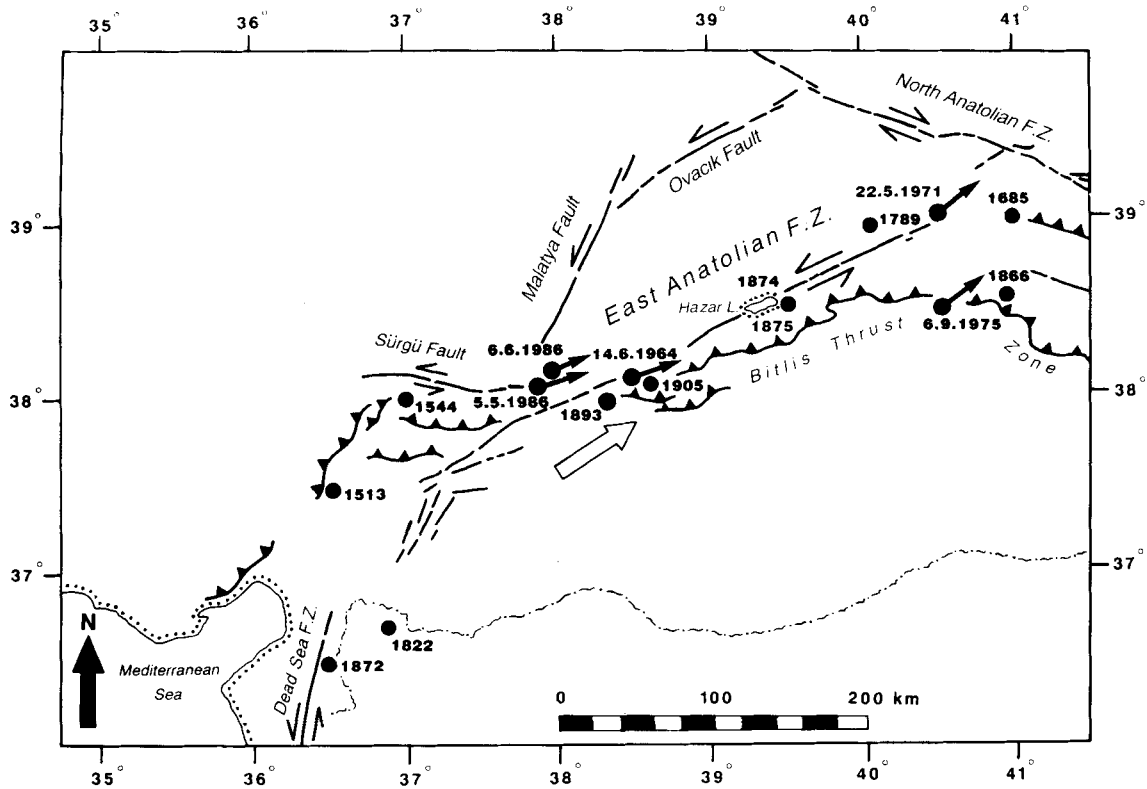 35° 36° 37° 38° 39° 40° 41°
North Anatolian F.Z.
Ovacık Fault
Malatya Fault
East Anatolian F.Z.
22.5.1971
1789
1685
39° 39°
1874
Hazar L.
1875
1866
6.9.1975
Bitlis Thrust Zone
Sürgü Fault
6.6.1986
14.6.1964
5.5.1986
1905
1893
1544
38° 38°
1513
37° 37°
N
Mediterranean
Sea
Dead Sea F.Z.
1822
1872
0 100 200 km
35° 36° 37° 38° 39° 40° 41°